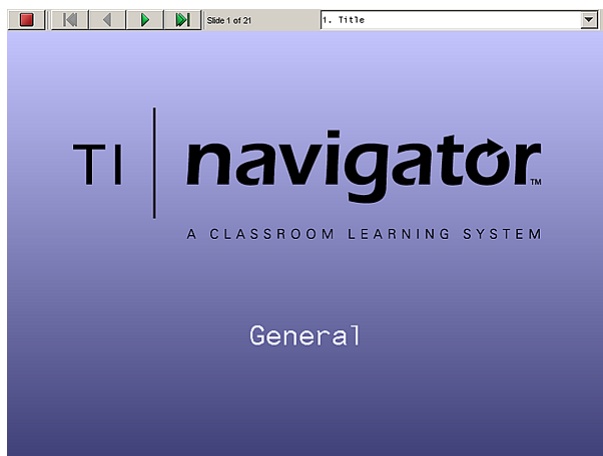 Slide 1 of 21
1. Title
TI navigator™
A CLASSROOM LEARNING SYSTEM
General